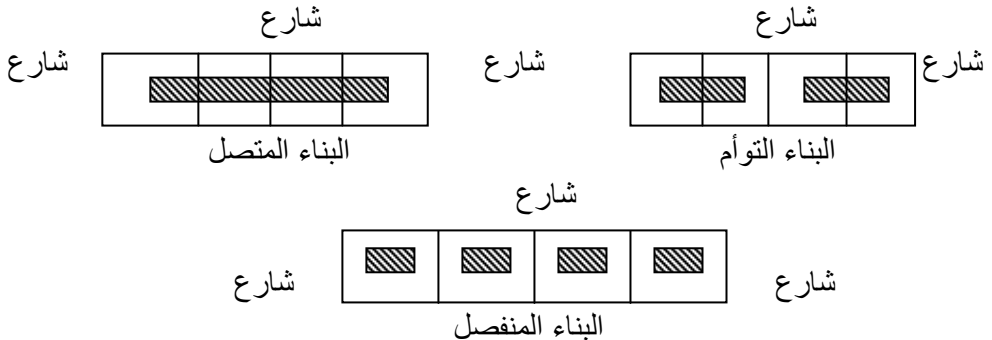 شارع
شارع
شارع
شارع
شارع
البناء التوأم
البناء المتصل
شارع
شارع
شارع
البناء المنفصل